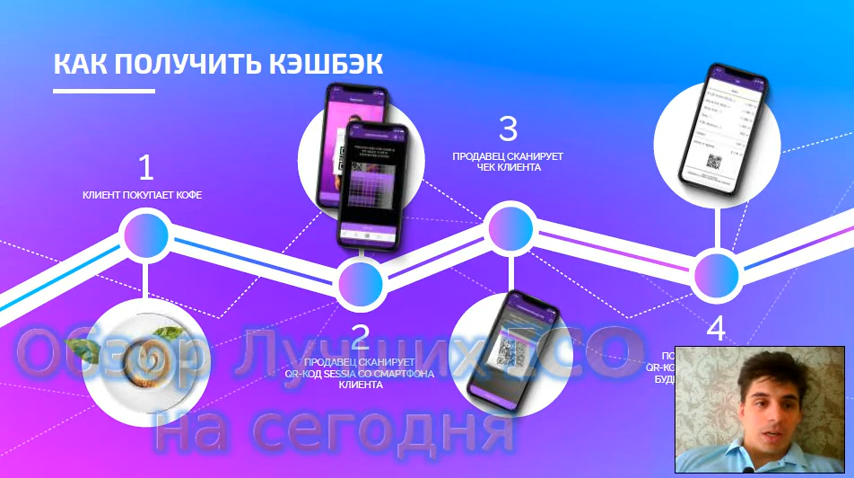 КАК ПОЛУЧИТЬ КЭШБЭК
1
КЛИЕНТ ПОКУПАЕТ КОФЕ
2
ПРОДАВЕЦ СКАНИРУЕТ
QR-КОД SESSIA СО СМАРТФОНА
КЛИЕНТА
3
ПРОДАВЕЦ СКАНИРУЕТ
ЧЕК КЛИЕНТА
4
Обзор Лучших ICO
на сегодня